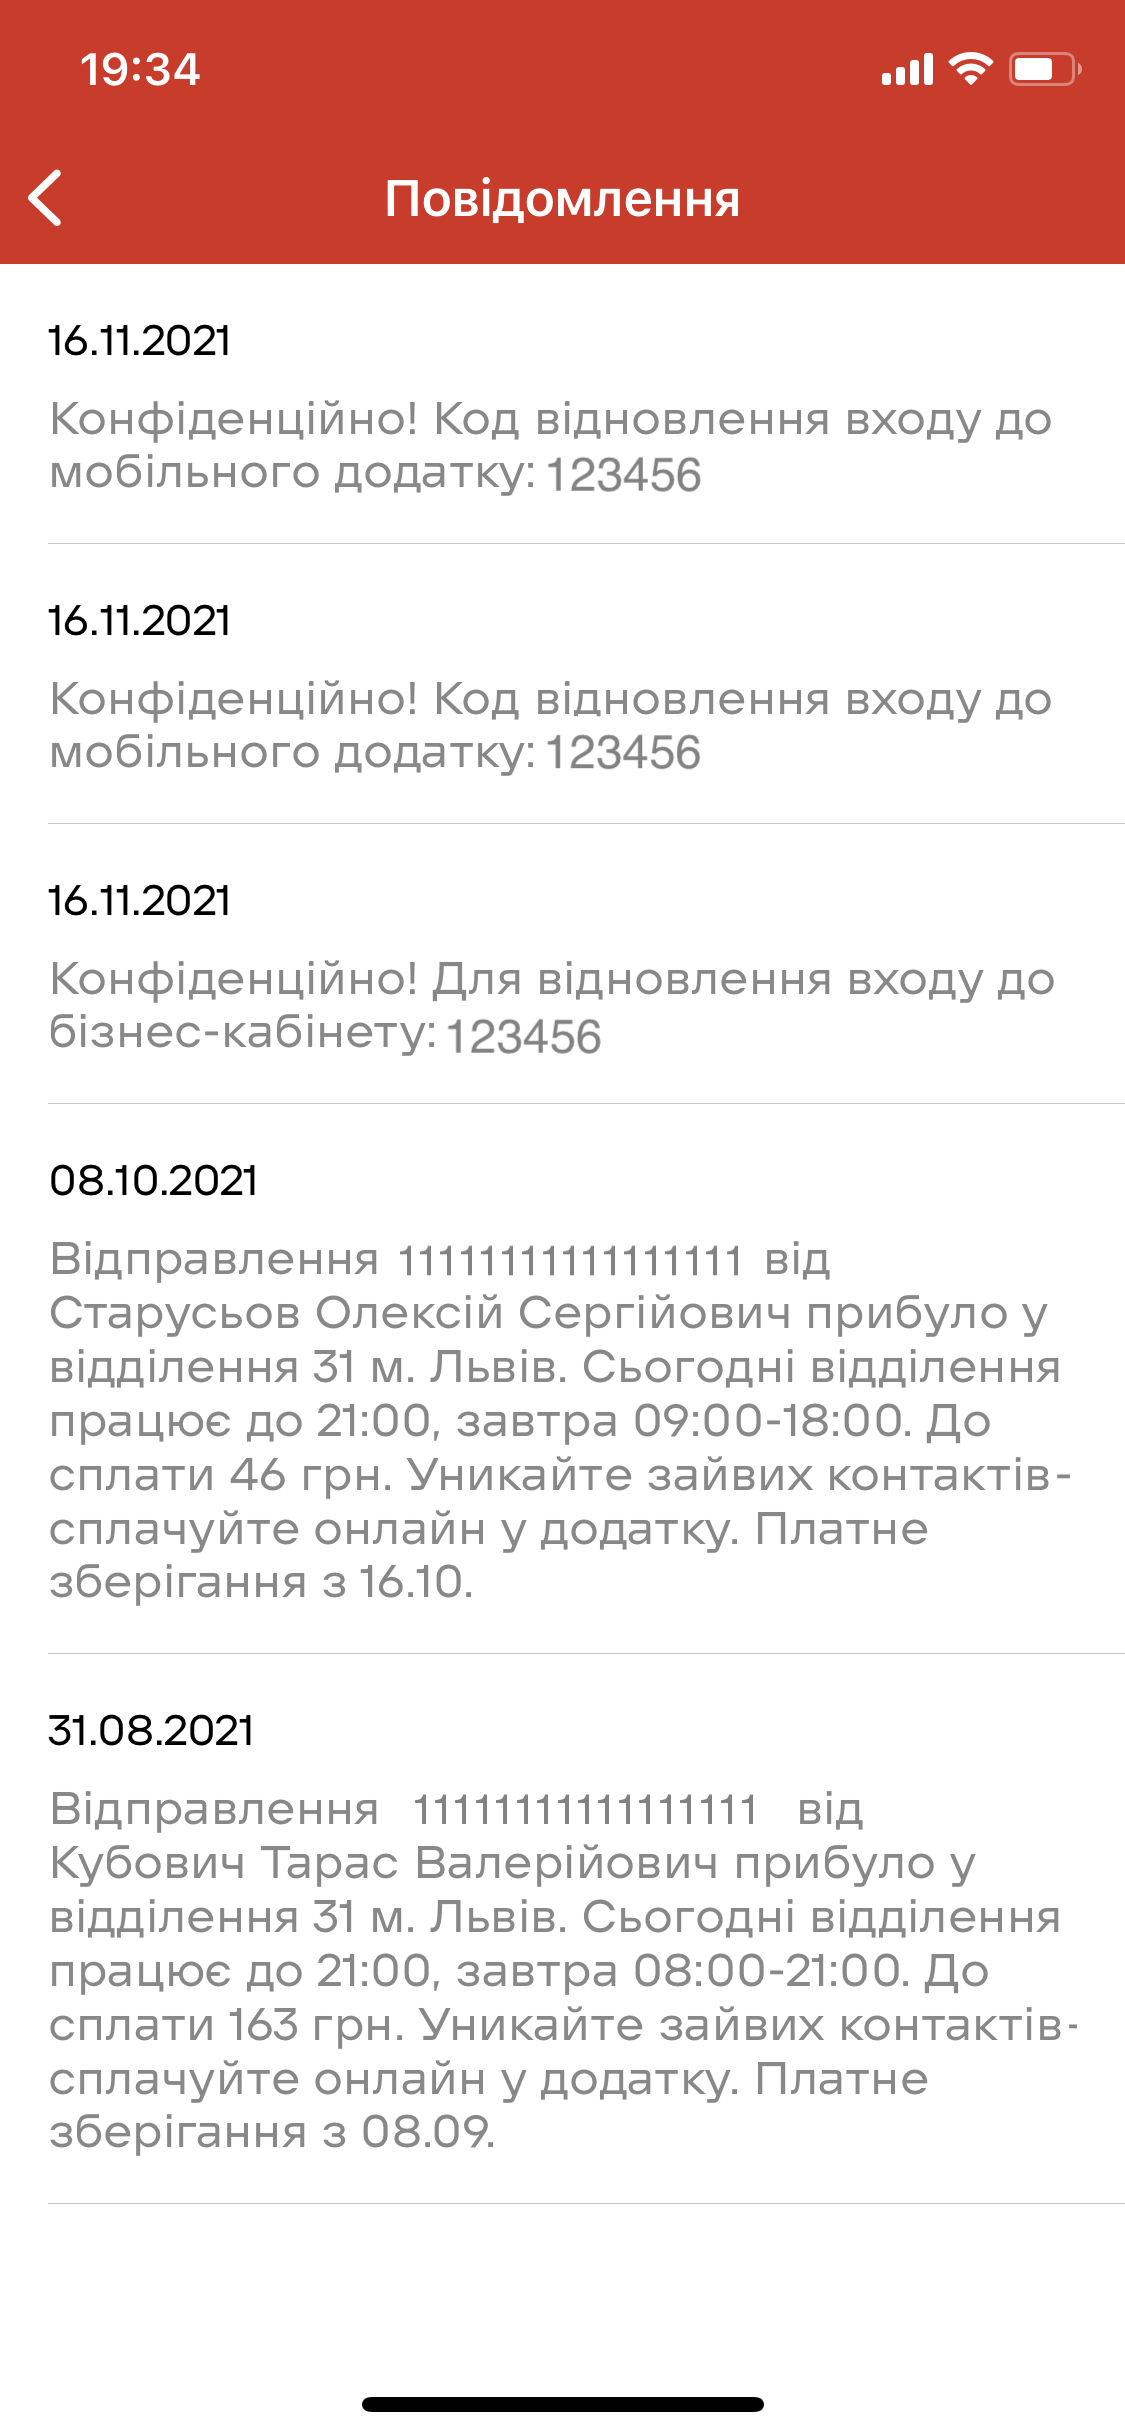 19:34
Повідомлення
16.11.2021
Конфіденційно! Код відновлення входу до
мобільного додатку: 123456
16.11.2021
Конфіденційно! Код відновлення входу до
мобільного додатку: 123456
16.11.2021
Конфіденційно! Для відновлення входу до
бізнес-кабінету: 123456
08.10.2021
Відправлення 11111111111111111 від
Старусьов Олексій Сергійович прибуло у
відділення 31 м. Львів. Сьогодні відділення
працює до 21:00, завтра 09:00-18:00. До
сплати 46 грн. Уникайте зайвих контактів-
сплачуйте онлайн у додатку. Платне
зберігання з 16.10.
31.08.2021
Відправлення 11111111111111111 від
Кубович Тарас Валерійович прибуло у
відділення 31 м. Львів. Сьогодні відділення
працює до 21:00, завтра 08:00-21:00. До
сплати 163 грн. Уникайте зайвих контактів-
сплачуйте онлайн у додатку. Платне
зберігання з 08.09.